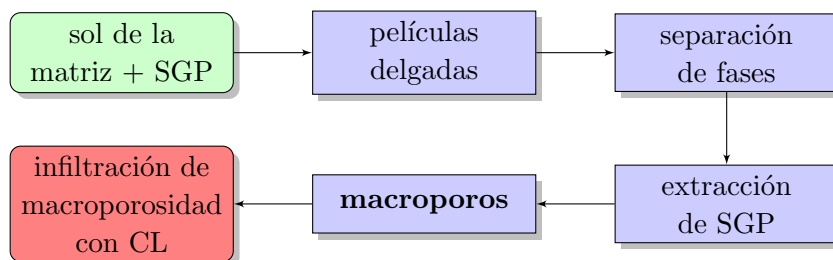 sol de la
matriz + SGP
películas
delgadas
separación
de fases
extracción
de SGP
macroporos
infiltración de
macroporosidad
con CL